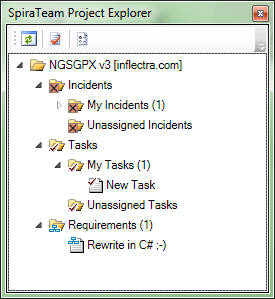 SpiraTeam Project Explorer
NGSGPX v3 [inflectra.com]
Incidents
My Incidents (1)
Unassigned Incidents
Tasks
My Tasks (1)
New Task
Unassigned Tasks
Requirements (1)
Rewrite in C# ;-)